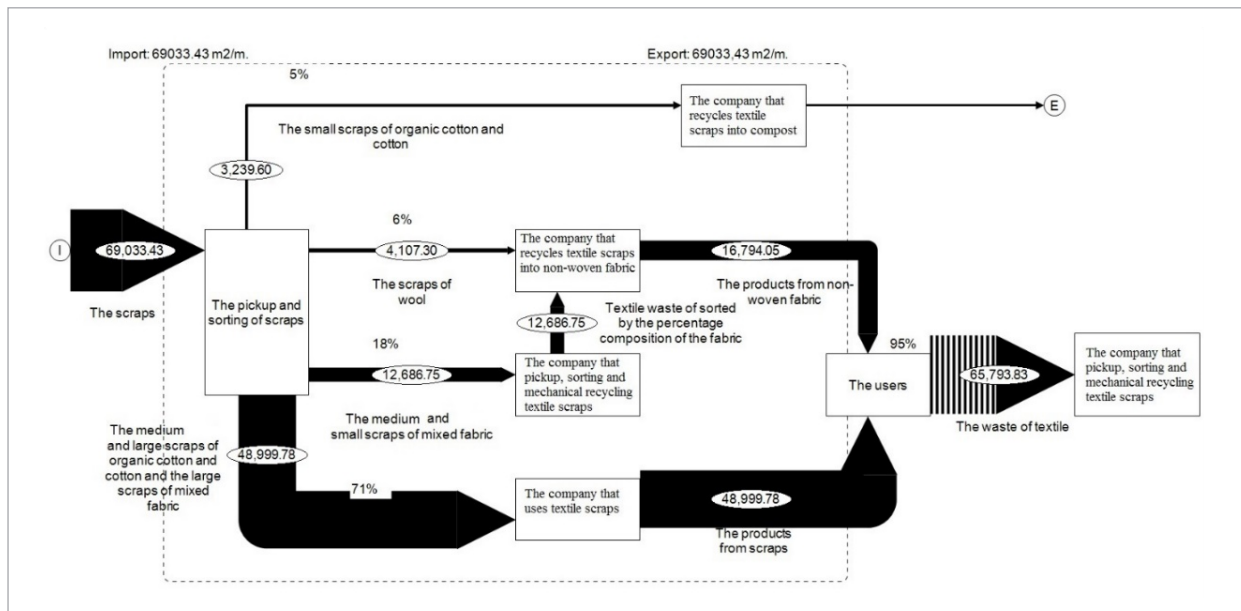 Import: 69033.43 m2/m.
Export: 69033,43 m2/m.
5%
The company that
recycles textile
scraps into compost
E
The small scraps of organic cotton and
cotton
3,239.60
I
69,033.43
The scraps
The pickup and
sorting of scraps
6%
4,107.30
The scraps of
wool
The company that
recycles textile scraps
into non-woven fabric
16,794.05
The products from non-
woven fabric
12,686.75
Textile waste of sorted
by the percentage
composition of the fabric
18%
12,686.75
The medium and
small scraps of mixed fabric
The company that
pickup, sorting and
mechanical recycling
textile scraps
The users
95%
65,793.83
The waste of textile
The company that
pickup, sorting and
mechanical recycling
textile scraps
The medium
and large scraps of
organic cotton and
cotton and the large
scraps of mixed
fabric
48,999.78
71%
The company that
uses textile scraps
48,999.78
The products
from scraps